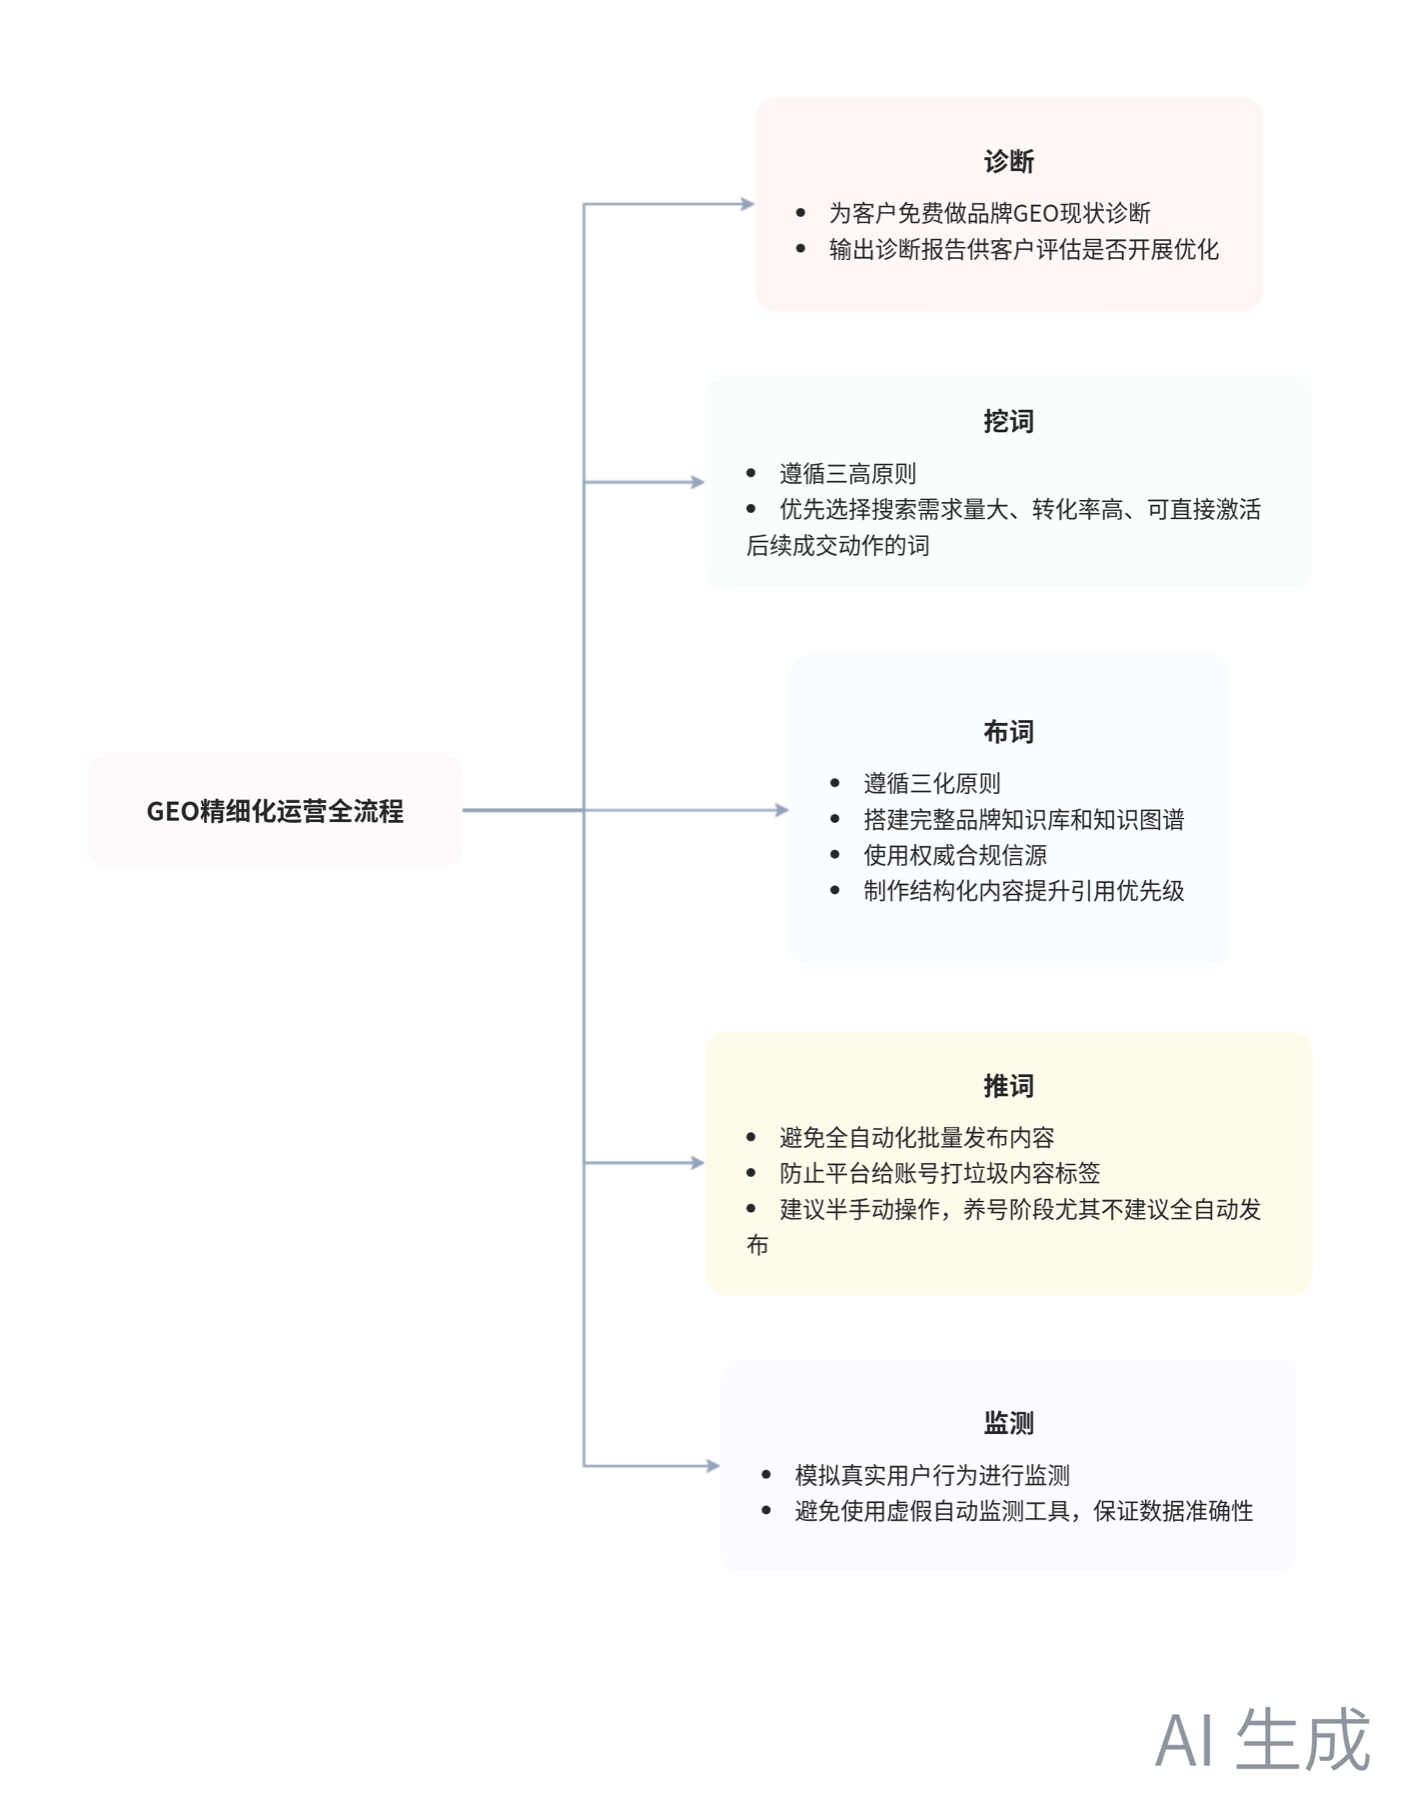 诊断
• 为客户免费做品牌GEO现状诊断
• 输出诊断报告供客户评估是否开展优化
挖词
• 遵循三高原则
• 优先选择搜索需求量大、转化率高、可直接激活
后续成交动作的词
GEO精细化运营全流程
布词
• 遵循三化原则
• 搭建完整品牌知识库和知识图谱
• 使用权威合规信源
• 制作结构化内容提升引用优先级
推词
• 避免全自动化批量发布内容
• 防止平台给账号打垃圾内容标签
• 建议半手动操作，养号阶段尤其不建议全自动发
布
监测
• 模拟真实用户行为进行监测
• 避免使用虚假自动监测工具，保证数据准确性
AI 生成